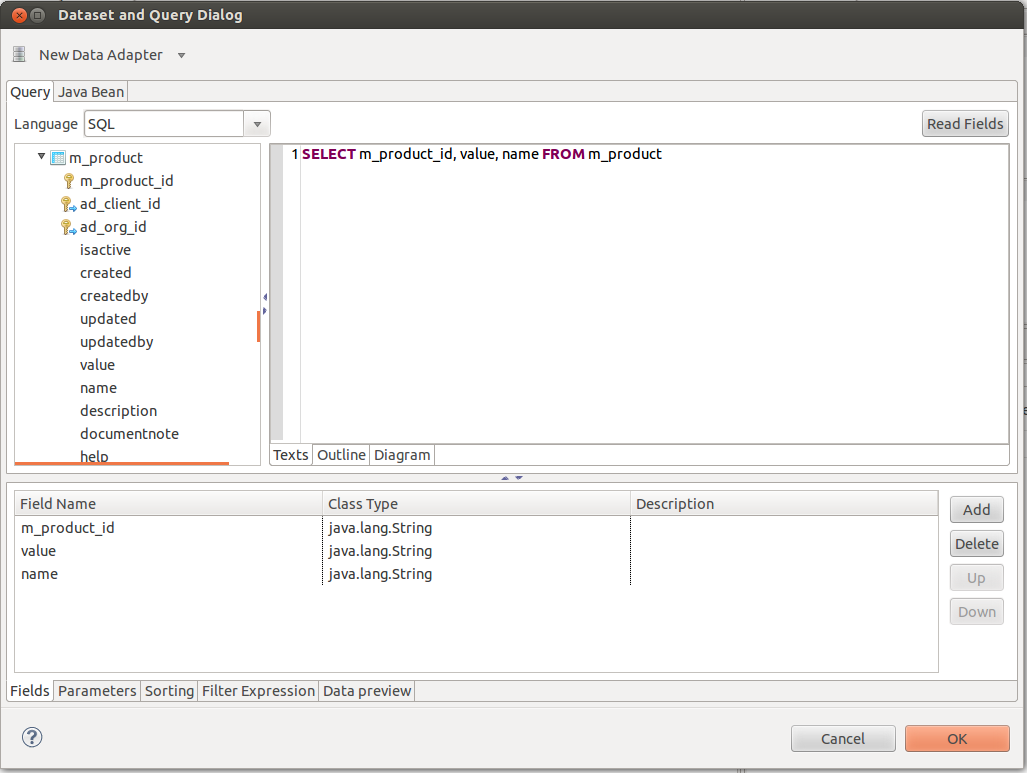 Dataset and Query Dialog
New Data Adapter
Query Java Bean
Language SQL Read Fields
m_product
m_product_id
ad_client_id
ad_org_id
isactive
created
createdby
updated
updatedby
value
name
description
documentnote
help
1 SELECT m_product_id, value, name FROM m_product
Texts Outline Diagram
Field Name Class Type Description
m_product_id java.lang.String
value java.lang.String
name java.lang.String
Add
Delete
Up
Down
Fields Parameters Sorting Filter Expression Data preview
? Cancel OK